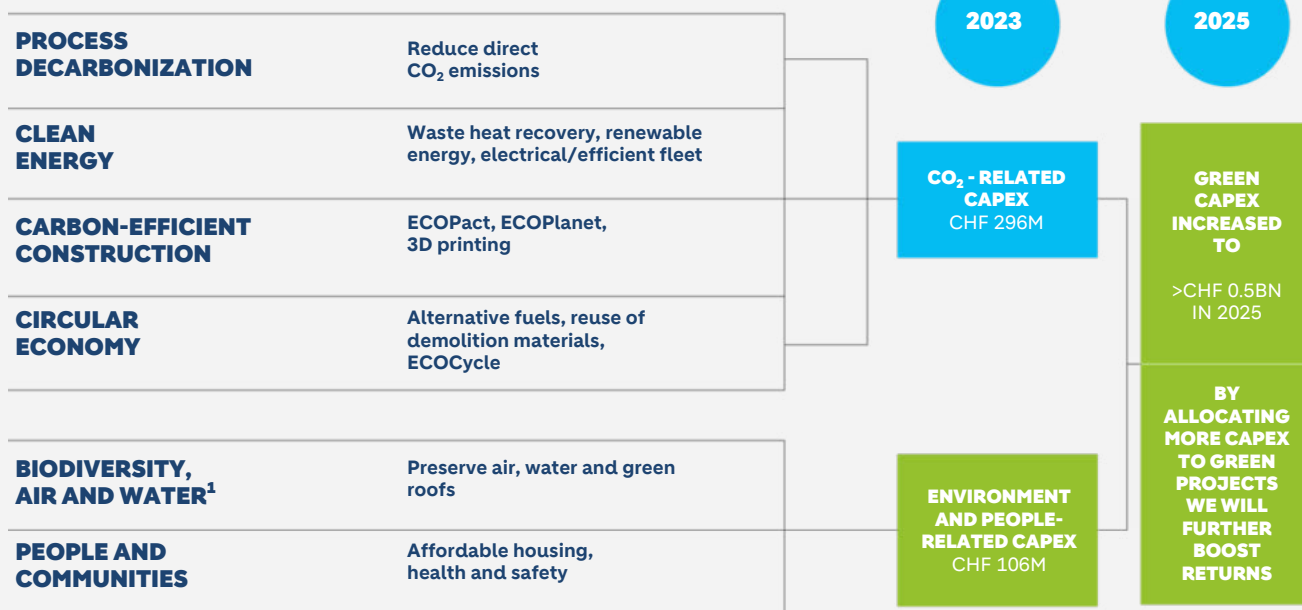 2023
2025
PROCESS
DECARBONIZATION
Reduce direct
CO₂ emissions
CLEAN
ENERGY
Waste heat recovery, renewable
energy, electrical/efficient fleet
CARBON-EFFICIENT
CONSTRUCTION
ECOPact, ECOPlanet,
3D printing
CIRCULAR
ECONOMY
Alternative fuels, reuse of
demolition materials,
ECOCycle
CO₂ - RELATED
CAPEX
CHF 296M
BIODIVERSITY,
AIR AND WATER¹
Preserve air, water and green
roofs
PEOPLE AND
COMMUNITIES
Affordable housing,
health and safety
ENVIRONMENT
AND PEOPLE-
RELATED CAPEX
CHF 106M
GREEN
CAPEX
INCREASED
TO
>CHF 0.5BN
IN 2025
BY
ALLOCATING
MORE CAPEX
TO GREEN
PROJECTS
WE WILL
FURTHER
BOOST
RETURNS